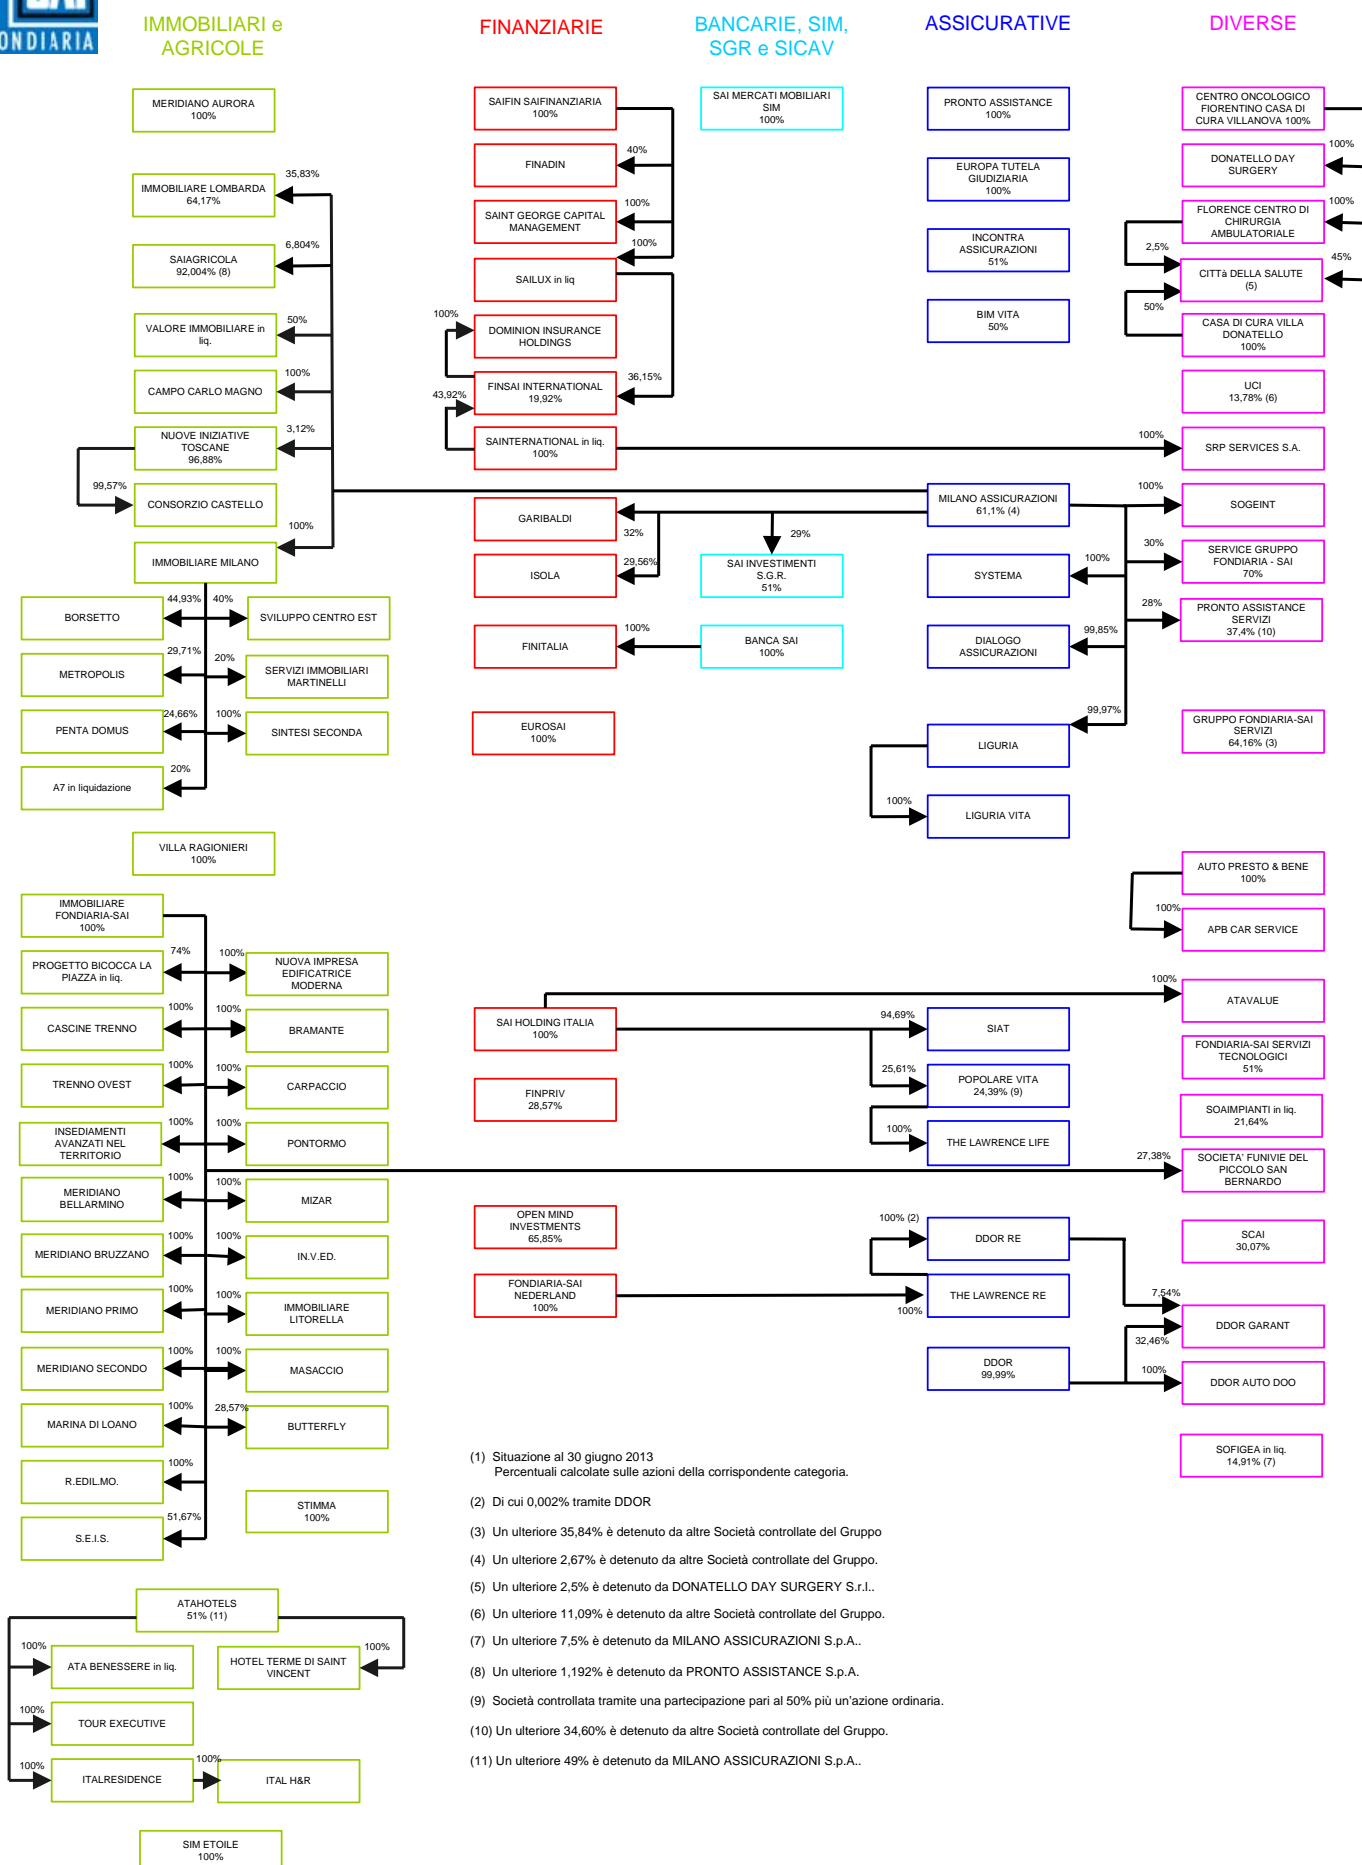 SAI
ONDIARIA
IMMOBILIARI e
AGRICOLE
FINANZIARIE
BANCARIE, SIM,
SGR e SICAV
ASSICURATIVE
DIVERSE
MERIDIANO AURORA
100%
35,83%
IMMOBILIARE LOMBARDA
64,17%
6,804%
SAIAGRICOLA
92,004% (8)
50%
VALORE IMMOBILIARE in
liq.
100%
CAMPO CARLO MAGNO
3,12%
NUOVE INIZIATIVE
TOSCANE
96,88%
99,57%
CONSORZIO CASTELLO
100%
IMMOBILIARE MILANO
44,93%
40%
BORSETTO
SVILUPPO CENTRO EST
29,71%
20%
METROPOLIS
SERVIZI IMMOBILIARI
MARTINELLI
24,66%
100%
PENTA DOMUS
SINTESI SECONDA
20%
A7 in liquidazione
VILLA RAGIONIERI
100%
IMMOBILIARE
FONDIARIA-SAI
100%
74%
100%
PROGETTO BICOCCA LA
PIAZZA in liq.
NUOVA IMPRESA
EDIFICATRICE
MODERNA
100%
100%
CASCINE TRENNO
BRAMANTE
100%
100%
TRENNO OVEST
CARPACCIO
100%
100%
INSEDIAMENTI
AVANZATI NEL
TERRITORIO
PONTORMO
100%
100%
MERIDIANO
BELLARMINO
MIZAR
100%
100%
MERIDIANO BRUZZANO
IN.V.ED.
100%
100%
MERIDIANO PRIMO
IMMOBILIARE
LITORELLA
100%
100%
MERIDIANO SECONDO
MASACCIO
100%
28,57%
MARINA DI LOANO
BUTTERFLY
100%
R.EDIL.MO.
STIMMA
100%
51,67%
S.E.I.S.
ATAHOTELS
51% (11)
100%
100%
ATA BENESSERE in liq.
HOTEL TERME DI SAINT
VINCENT
100%
TOUR EXECUTIVE
100%
100%
ITALRESIDENCE
ITAL H&R
SIM ETOILE
100%
SAIFIN SAIFINANZIARIA
100%
40%
FINADIN
100%
SAINT GEORGE CAPITAL
MANAGEMENT
100%
SAILUX in liq
100%
DOMINION INSURANCE
HOLDINGS
36,15%
FINSAI INTERNATIONAL
19,92%
43,92%
SAINTERNATIONAL in liq.
100%
GARIBALDI
32%
29,56%
ISOLA
100%
FINITALIA
EUROSAI
100%
SAI HOLDING ITALIA
100%
FINPRIV
28,57%
OPEN MIND
INVESTMENTS
65,85%
FONDIARIA-SAI
NEDERLAND
100%
SAI MERCATI MOBILIARI
SIM
100%
29%
SAI INVESTIMENTI
S.G.R.
51%
BANCA SAI
100%
PRONTO ASSISTANCE
100%
EUROPA TUTELA
GIUDIZIARIA
100%
INCONTRA
ASSICURAZIONI
51%
BIM VITA
50%
MILANO ASSICURAZIONI
61,1% (4)
100%
SYSTEMA
99,85%
DIALOGO
ASSICURAZIONI
99,97%
LIGURIA
100%
LIGURIA VITA
94,69%
SIAT
25,61%
POPOLARE VITA
24,39% (9)
100%
THE LAWRENCE LIFE
100% (2)
DDOR RE
THE LAWRENCE RE
100%
DDOR
99,99%
CENTRO ONCOLOGICO
FIORENTINO CASA DI
CURA VILLANOVA 100%
100%
DONATELLO DAY
SURGERY
100%
FLORENCE CENTRO DI
CHIRURGIA
AMBULATORIALE
2,5%
45%
CITTà DELLA SALUTE
(5)
50%
CASA DI CURA VILLA
DONATELLO
100%
UCI
13,78% (6)
100%
SRP SERVICES S.A.
100%
SOGEINT
30%
SERVICE GRUPPO
FONDIARIA - SAI
70%
28%
PRONTO ASSISTANCE
SERVIZI
37,4% (10)
GRUPPO FONDIARIA-SAI
SERVIZI
64,16% (3)
AUTO PRESTO & BENE
100%
100%
APB CAR SERVICE
100%
ATAVALUE
FONDIARIA-SAI SERVIZI
TECNOLOGICI
51%
SOAIMPIANTI in liq.
21,64%
27,38%
SOCIETA' FUNIVIE DEL
PICCOLO SAN
BERNARDO
SCAI
30,07%
7,54%
DDOR GARANT
32,46%
100%
DDOR AUTO DOO
SOFIGEA in liq.
14,91% (7)
(1) Situazione al 30 giugno 2013
Percentuali calcolate sulle azioni della corrispondente categoria.
(2) Di cui 0,002% tramite DDOR
(3) Un ulteriore 35,84% è detenuto da altre Società controllate del Gruppo
(4) Un ulteriore 2,67% è detenuto da altre Società controllate del Gruppo.
(5) Un ulteriore 2,5% è detenuto da DONATELLO DAY SURGERY S.r.l..
(6) Un ulteriore 11,09% è detenuto da altre Società controllate del Gruppo.
(7) Un ulteriore 7,5% è detenuto da MILANO ASSICURAZIONI S.p.A..
(8) Un ulteriore 1,192% è detenuto da PRONTO ASSISTANCE S.p.A.
(9) Società controllata tramite una partecipazione pari al 50% più un'azione ordinaria.
(10) Un ulteriore 34,60% è detenuto da altre Società controllate del Gruppo.
(11) Un ulteriore 49% è detenuto da MILANO ASSICURAZIONI S.p.A..